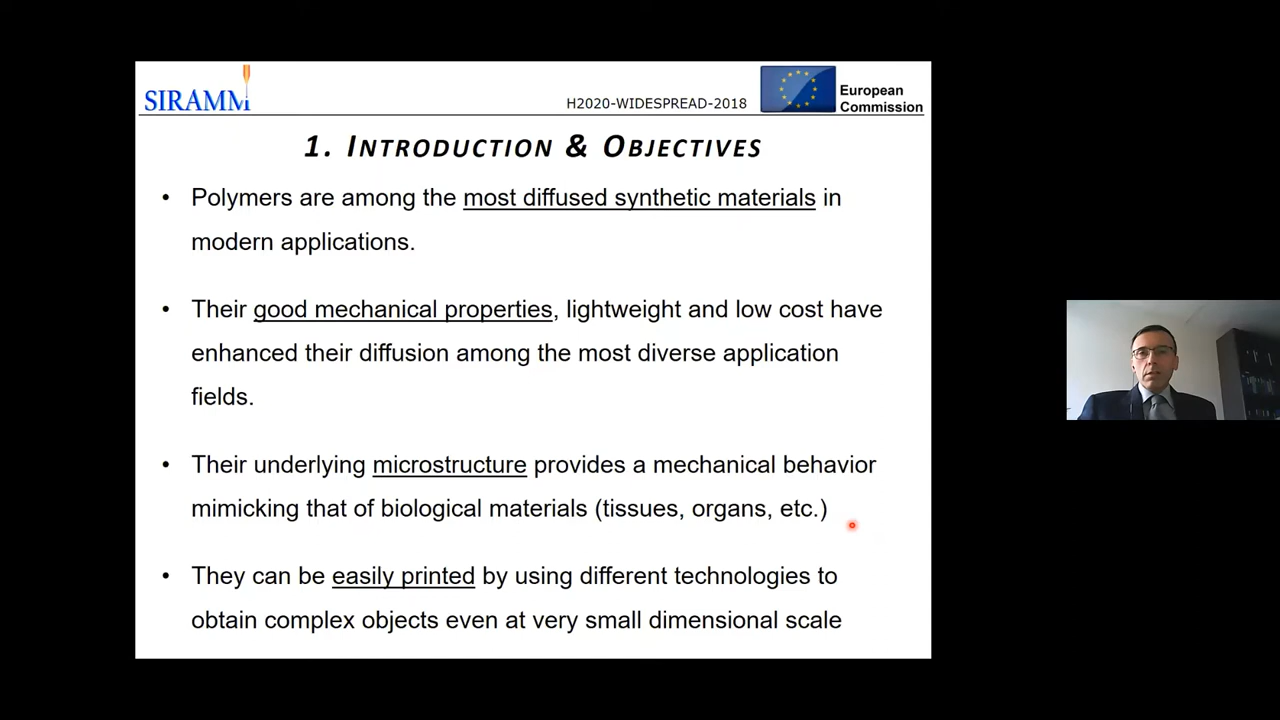 SIRAMM
H2020-WIDESPREAD-2018
European
Commission
1. INTRODUCTION & OBJECTIVES
• Polymers are among the most diffused synthetic materials in
modern applications.
• Their good mechanical properties, lightweight and low cost have
enhanced their diffusion among the most diverse application
fields.
• Their underlying microstructure provides a mechanical behavior
mimicking that of biological materials (tissues, organs, etc.)
• They can be easily printed by using different technologies to
obtain complex objects even at very small dimensional scale